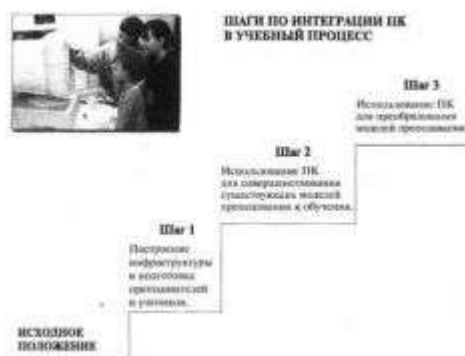 ШАГИ ПО ИНТЕГРАЦИИ ПК
В УЧЕБНЫЙ ПРОЦЕСС
Шаг 3
Использование ПК
для преобразования
моделей преподавания
Шаг 2
Использование ПК
для совершенствования
существующих моделей
преподавания и обучения.
Шаг 1
Построение
инфраструктуры
и подготовка
преподавателей
и учеников.
ИСХОДНОЕ
ПОЛОЖЕНИЕ